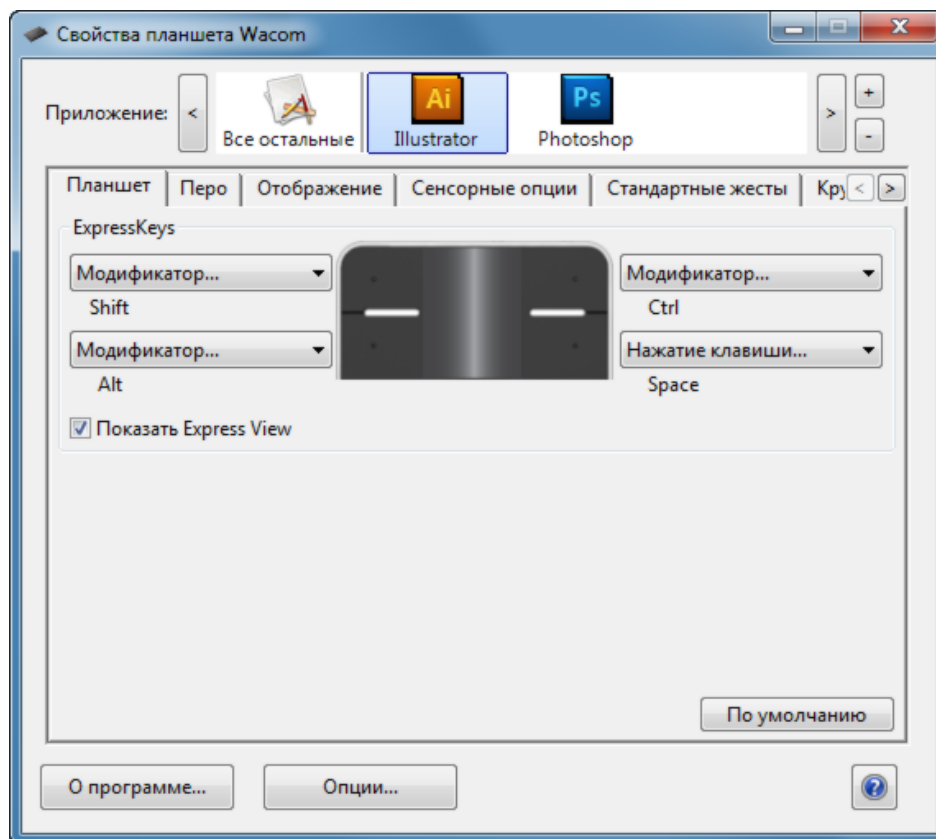 Свойства планшета Wacom
Приложение:
<
Ai
Ps
>
+
-
Все остальные
Illustrator
Photoshop
Планшет
Перо
Отображение
Сенсорные опции
Стандартные жесты
Кру
<
>
ExpressKeys
Модификатор...
Shift
Модификатор...
Ctrl
Модификатор...
Alt
Нажатие клавиши...
Space
Показать Express View
По умолчанию
О программе...
Опции...
?